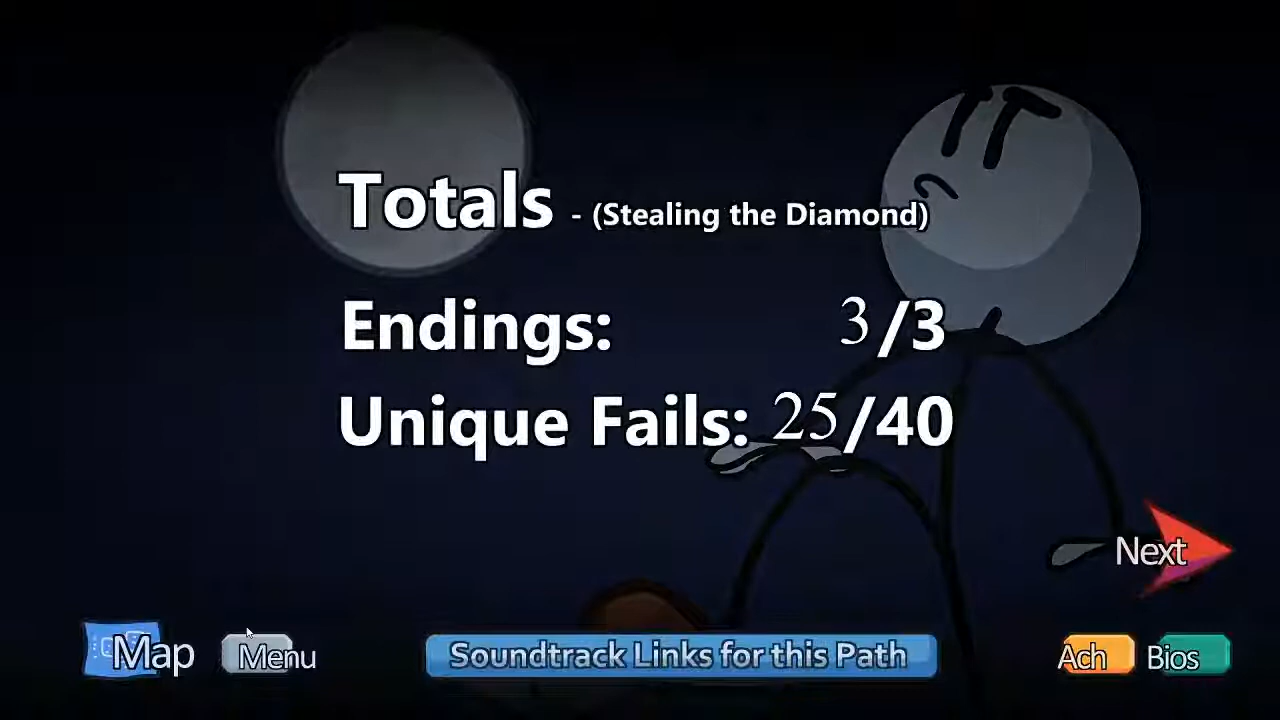 Totals - (Stealing the Diamond)
Endings: 3/3
Unique Fails: 25/40
Next
Map Menu Soundtrack Links for this Path Ach Bios